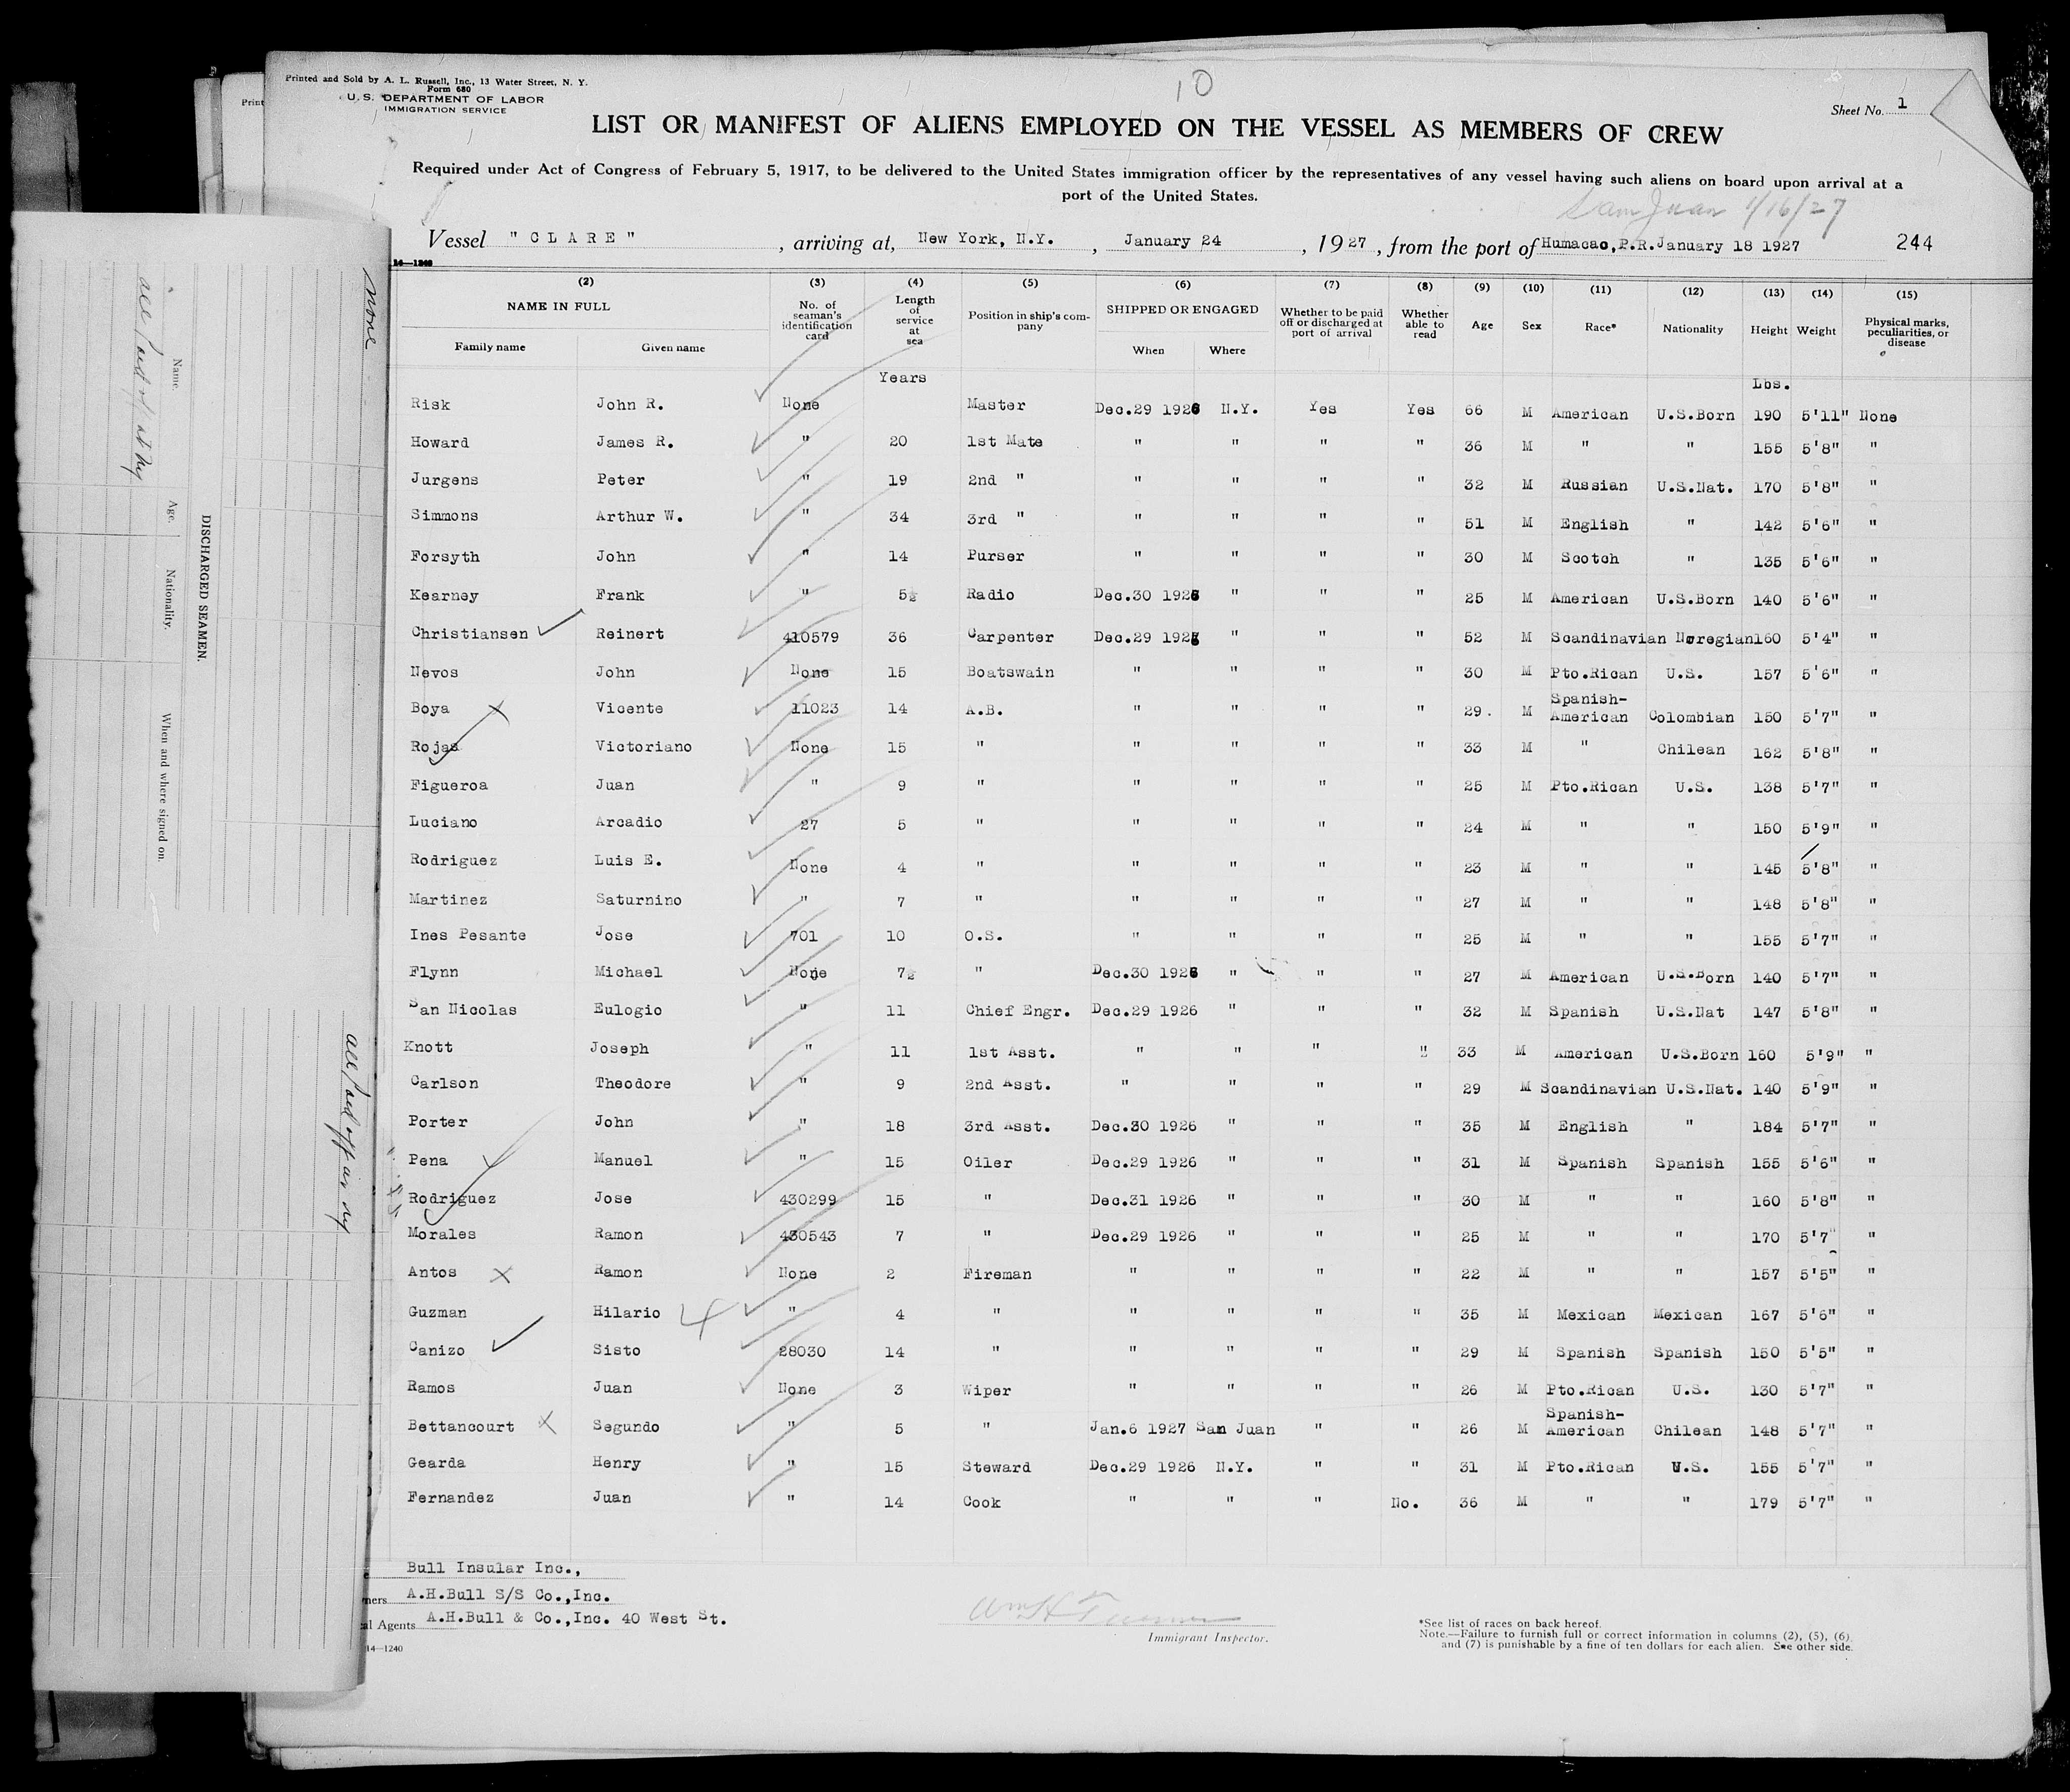 Printed and Sold by A. L. Russell, Inc., 13 Water Street, N. Y.
Form 680
U. S. DEPARTMENT OF LABOR
IMMIGRATION SERVICE
10
Sheet No. 1
LIST OR MANIFEST OF ALIENS EMPLOYED ON THE VESSEL AS MEMBERS OF CREW
Required under Act of Congress of February 5, 1917, to be delivered to the United States immigration officer by the representatives of any vessel having such aliens on board upon arrival at a
port of the United States.
San Juan 1/16/27
Vessel "CLARE", arriving at, New York, N.Y., January 24, 1927, from the port of Humacao, P.R. January 18 1927 244
14—1240
(2) (3) (4) (5) (6) (7) (8) (9) (10) (11) (12) (13) (14) (15)
NAME IN FULL No. of seaman's identification card Length of service at sea Position in ship's company SHIPPED OR ENGAGED Whether to be paid off or discharged at port of arrival Whether able to read Age Sex Race* Nationality Height Weight Physical marks, peculiarities, or disease
Family name Given name When Where
Years Lbs.
Risk John R. None Master Dec.29 1926 N.Y. Yes Yes 66 M American U.S.Born 190 5'11" None
Howard James R. " 20 1st Mate " " " " 36 M " " 155 5'8" "
Jurgens Peter " 19 2nd " " " " " 32 M Russian U.S.Nat. 170 5'8" "
Simmons Arthur W. " 34 3rd " " " " " 51 M English " 142 5'6" "
Forsyth John " 14 Purser " " " " 30 M Scotch " 135 5'6" "
Kearney Frank " 5½ Radio Dec.30 1926 " " " 25 M American U.S.Born 140 5'6" "
Christiansen Reinert 410579 36 Carpenter Dec.29 1926 " " " 52 M Scandinavian Noregian 160 5'4" "
Nevos John None 15 Boatswain " " " " 30 M Pto.Rican U.S. 157 5'6" "
Boya Vicente 11023 14 A.B. " " " " 29. M Spanish-American Colombian 150 5'7" "
Rojas Victoriano None 15 " " " " " 33 M " Chilean 162 5'8" "
Figueroa Juan " 9 " " " " " 25 M Pto.Rican U.S. 138 5'7" "
Luciano Arcadio 27 5 " " " " " 24 M " " 150 5'9" "
Rodriguez Luis E. None 4 " " " " " 23 M " " 145 5'8" "
Martinez Saturnino " 7 " " " " " 27 M " " 148 5'8" "
Ines Pesante Jose 701 10 O.S. " " " " 25 M " " 155 5'7" "
Flynn Michael None 7½ " Dec.30 1926 " " " 27 M American U.S.Born 140 5'7" "
San Nicolas Eulogio " 11 Chief Engr. Dec.29 1926 " " " 32 M Spanish U.S.Nat 147 5'8" "
Knott Joseph " 11 1st Asst. " " " " 33 M American U.S.Born 160 5'9" "
Carlson Theodore " 9 2nd Asst. " " " " 29 M Scandinavian U.S.Nat. 140 5'9" "
Porter John " 18 3rd Asst. Dec.30 1926 " " " 35 M English " 184 5'7" "
Pena Manuel " 15 Oiler Dec.29 1926 " " " 31 M Spanish Spanish 155 5'6" "
Rodriguez Jose 430299 15 " Dec.31 1926 " " " 30 M " " 160 5'8" "
Morales Ramon 430543 7 " Dec.29 1926 " " " 25 M " " 170 5'7" "
Antos Ramon None 2 Fireman " " " " 22 M " " 157 5'5" "
Guzman Hilario " 4 " " " " " 35 M Mexican Mexican 167 5'6" "
Canizo Sisto 28030 14 " " " " " 29 M Spanish Spanish 150 5'5" "
Ramos Juan None 3 Wiper " " " " 26 M Pto.Rican U.S. 130 5'7" "
Bettancourt Segundo " 5 " Jan.6 1927 San Juan " " 26 M Spanish-American Chilean 148 5'7" "
Gearda Henry " 15 Steward Dec.29 1926 N.Y. " " 31 M Pto.Rican U.S. 155 5'7" "
Fernandez Juan " 14 Cook " " " No. 36 M " " 179 5'7" "
Bull Insular Inc.,
A.H.Bull S/S Co.,Inc.
al Agents A.H.Bull & Co.,Inc. 40 West St.
14—1240
Immigrant Inspector.
*See list of races on back hereof.
Note.—Failure to furnish full or correct information in columns (2), (5), (6),
and (7) is punishable by a fine of ten dollars for each alien. See other side.
DISCHARGED SEAMEN.
Name. Age. Nationality. When and where signed on.
none
all paid off at ny
all paid off in ny